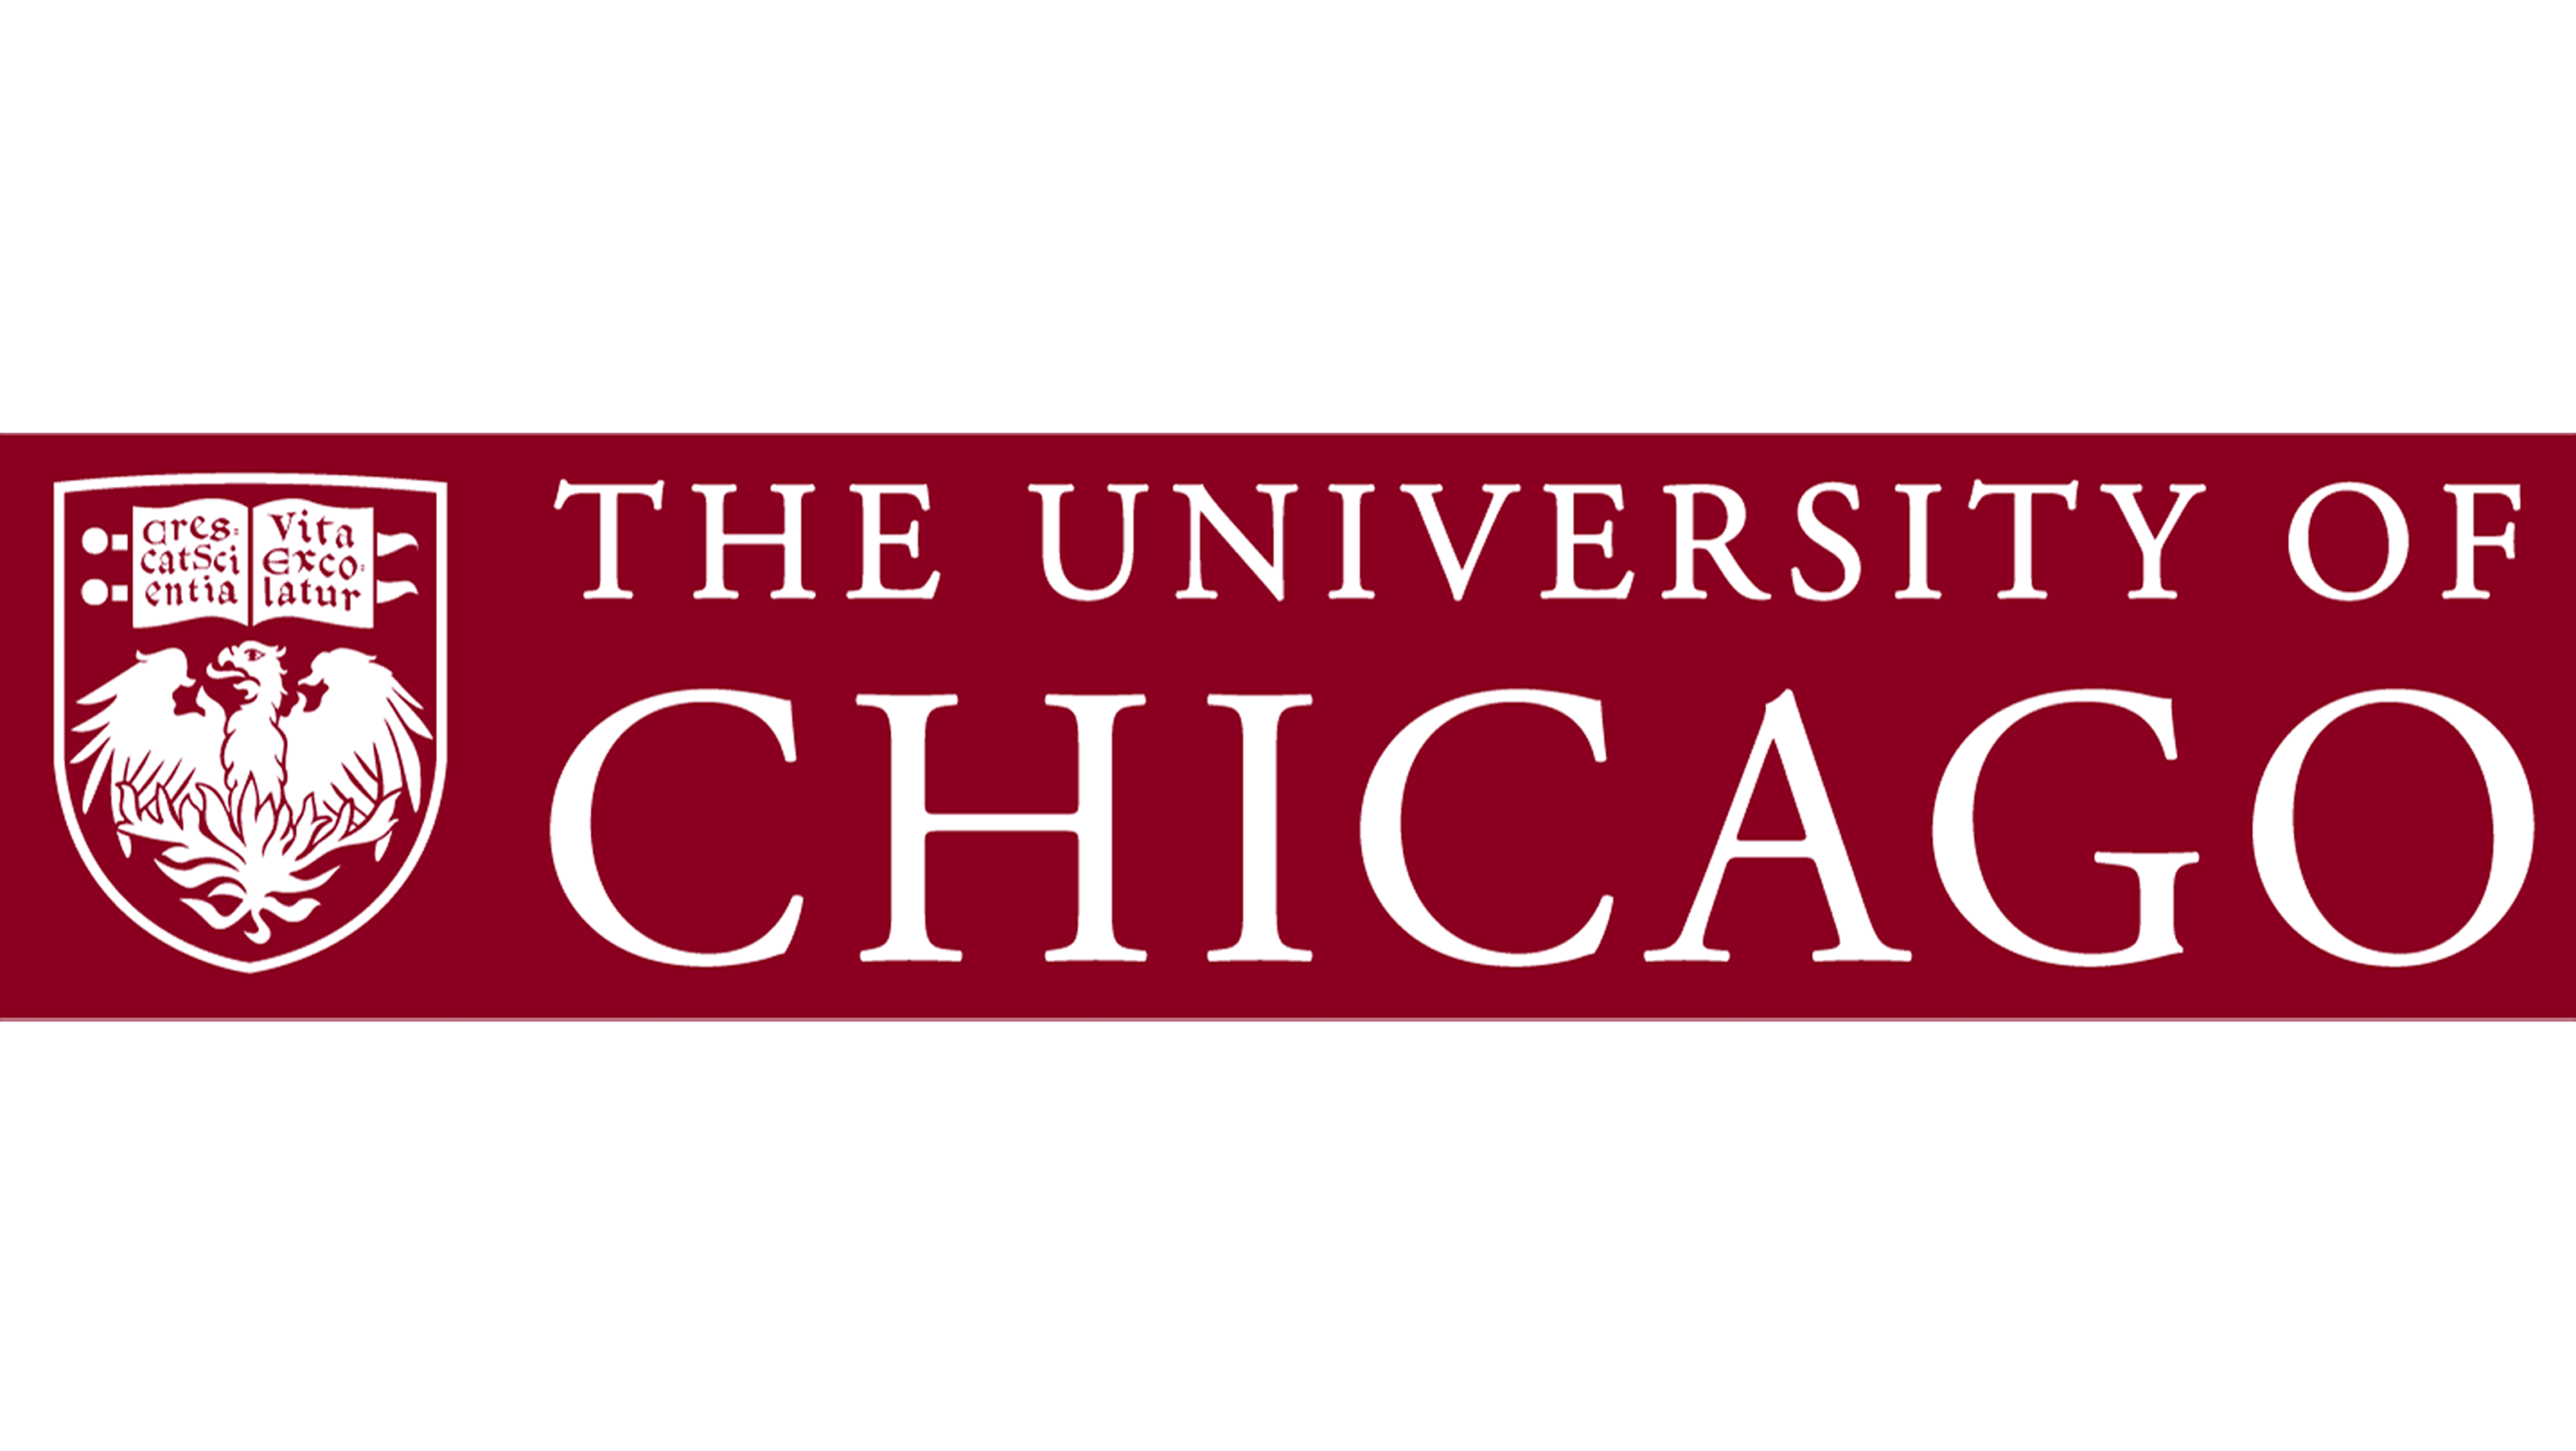 Cres:
catSci
entia
Vita
Exco:
latur
THE UNIVERSITY OF
CHICAGO